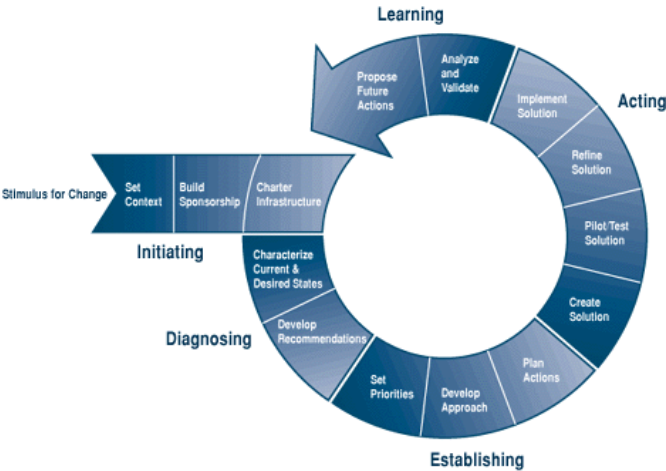 Learning
Propose
Future
Actions
Analyze
and
Validate
Implement
Solution
Acting
Refine
Solution
Pilot/Test
Solution
Create
Solution
Stimulus for Change
Set
Context
Build
Sponsorship
Charter
Infrastructure
Initiating
Characterize
Current &
Desired States
Diagnosing
Develop
Recommendations
Set
Priorities
Develop
Approach
Plan
Actions
Establishing